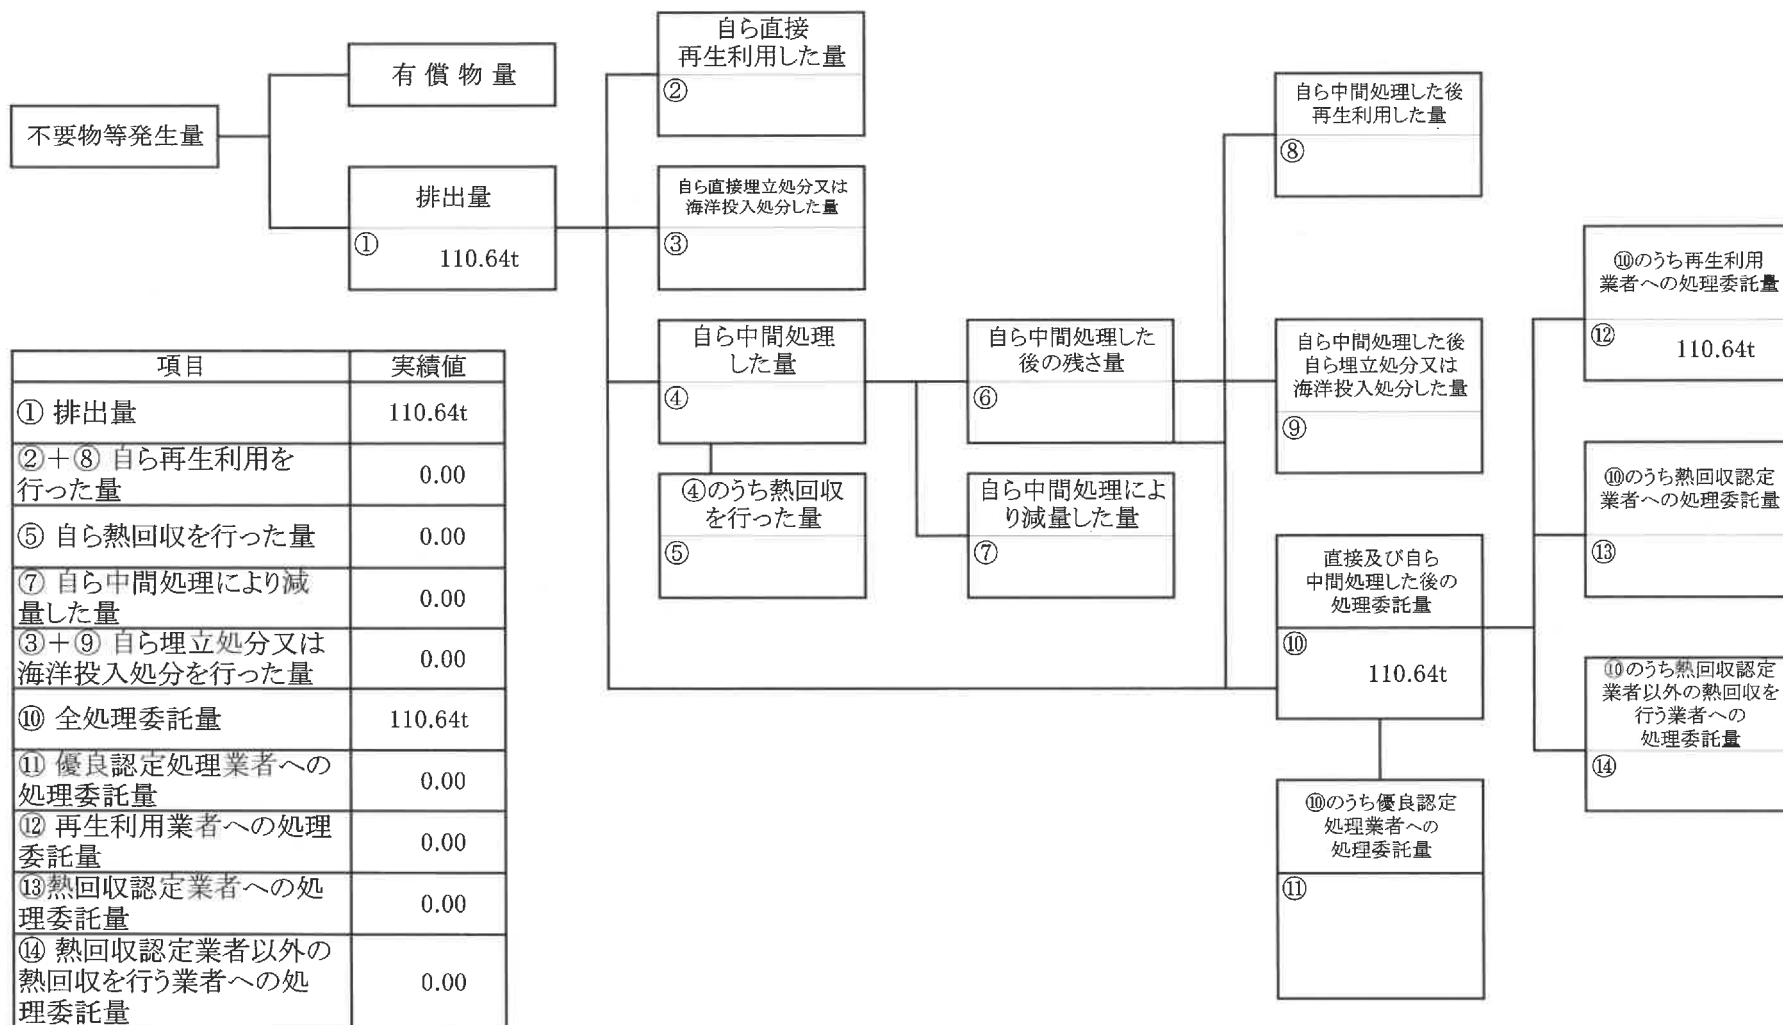 不要物等発生量
有償物量
排出量
①
110.64t
自ら直接
再生利用した量
②
自ら直接埋立処分又は
海洋投入処分した量
③
自ら中間処理
した量
④
④のうち熱回収
を行った量
⑤
自ら中間処理した
後の残さ量
⑥
自ら中間処理によ
り減量した量
⑦
自ら中間処理した後
再生利用した量
⑧
自ら中間処理した後
自ら埋立処分又は
海洋投入処分した量
⑨
直接及び自ら
中間処理した後の
処理委託量
⑩
110.64t
⑩のうち優良認定
処理業者への
処理委託量
⑪
⑩のうち再生利用
業者への処理委託量
⑫
110.64t
⑩のうち熱回収認定
業者への処理委託量
⑬
⑩のうち熱回収認定
業者以外の熱回収を
行う業者への
処理委託量
⑭
項目 実績値
① 排出量 110.64t
②＋⑧ 自ら再生利用を
行った量 0.00
⑤ 自ら熱回収を行った量 0.00
⑦ 自ら中間処理により減
量した量 0.00
③＋⑨ 自ら埋立処分又は
海洋投入処分を行った量 0.00
⑩ 全処理委託量 110.64t
⑪ 優良認定処理業者への
処理委託量 0.00
⑫ 再生利用業者への処理
委託量 0.00
⑬熱回収認定業者への処
理委託量 0.00
⑭ 熱回収認定業者以外の
熱回収を行う業者への処
理委託量 0.00